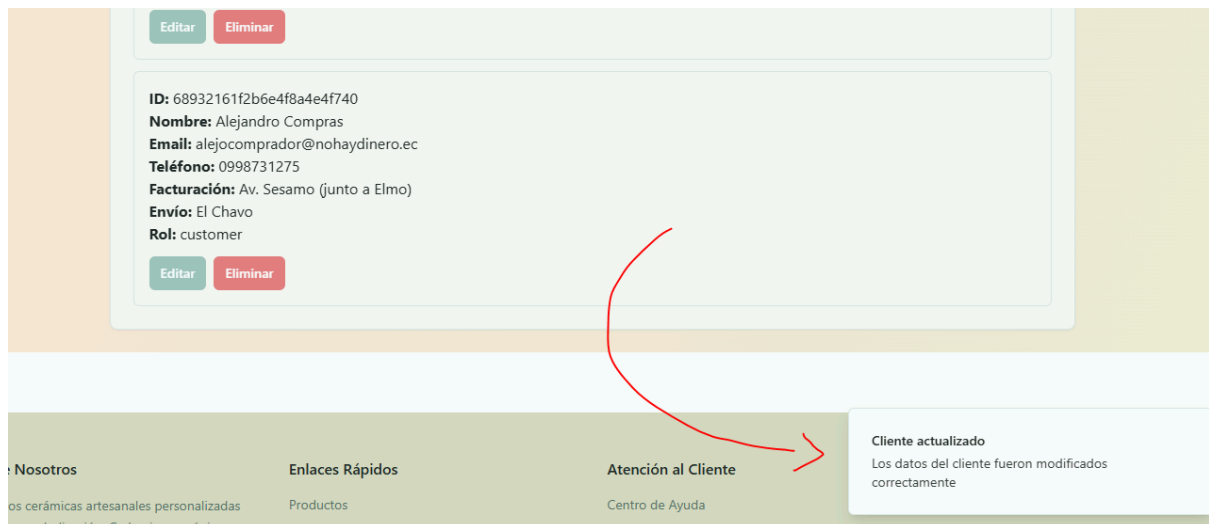 Editar Eliminar
ID: 68932161f2b6e4f8a4e4f740
Nombre: Alejandro Compras
Email: alejocomprador@nohaydinero.ec
Teléfono: 0998731275
Facturación: Av. Sesamo (junto a Elmo)
Envío: El Chavo
Rol: customer
Editar Eliminar
Nosotros
os cerámicas artesanales personalizadas
Enlaces Rápidos
Productos
Atención al Cliente
Centro de Ayuda
Cliente actualizado
Los datos del cliente fueron modificados
correctamente